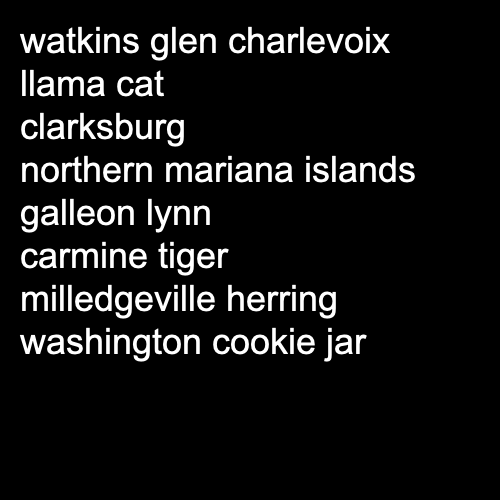 watkins glen charlevoix
llama cat
clarksburg
northern mariana islands
galleon lynn
carmine tiger
milledgeville herring
washington cookie jar